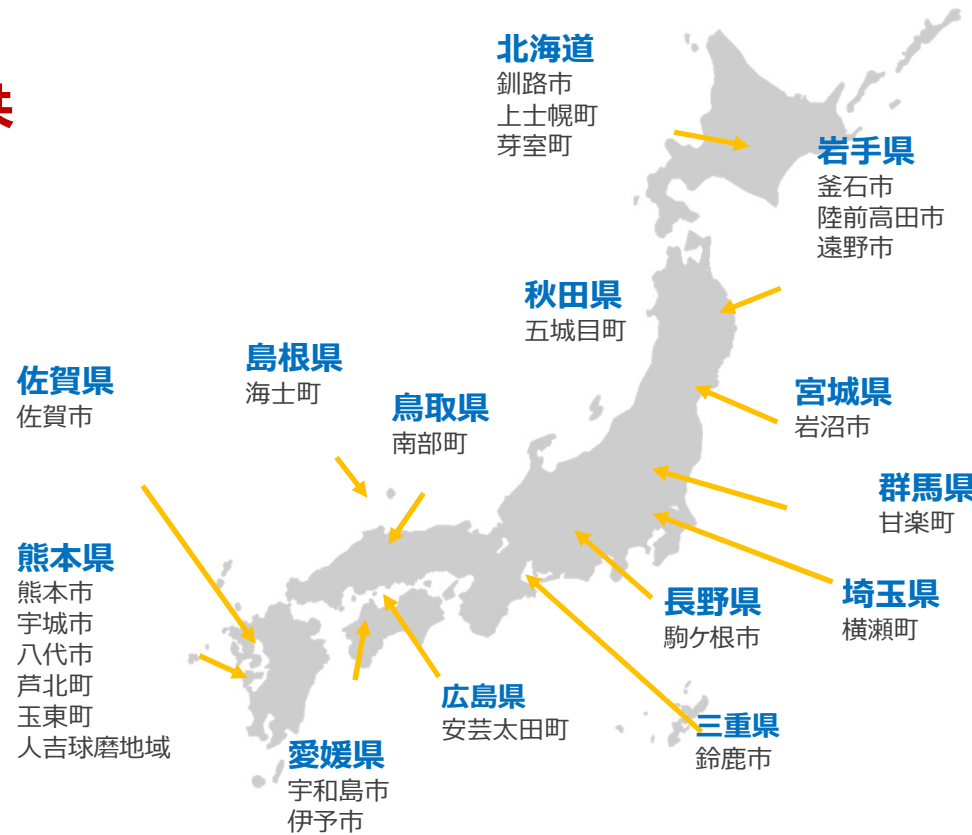 北海道
釧路市
上士幌町
芽室町
岩手県
釜石市
陸前高田市
遠野市
秋田県
五城目町
宮城県
岩沼市
群馬県
甘楽町
埼玉県
横瀬町
長野県
駒ケ根市
三重県
鈴鹿市
島根県
海士町
鳥取県
南部町
広島県
安芸太田町
愛媛県
宇和島市
伊予市
佐賀県
佐賀市
熊本県
熊本市
宇城市
八代市
芦北町
玉東町
人吉球磨地域